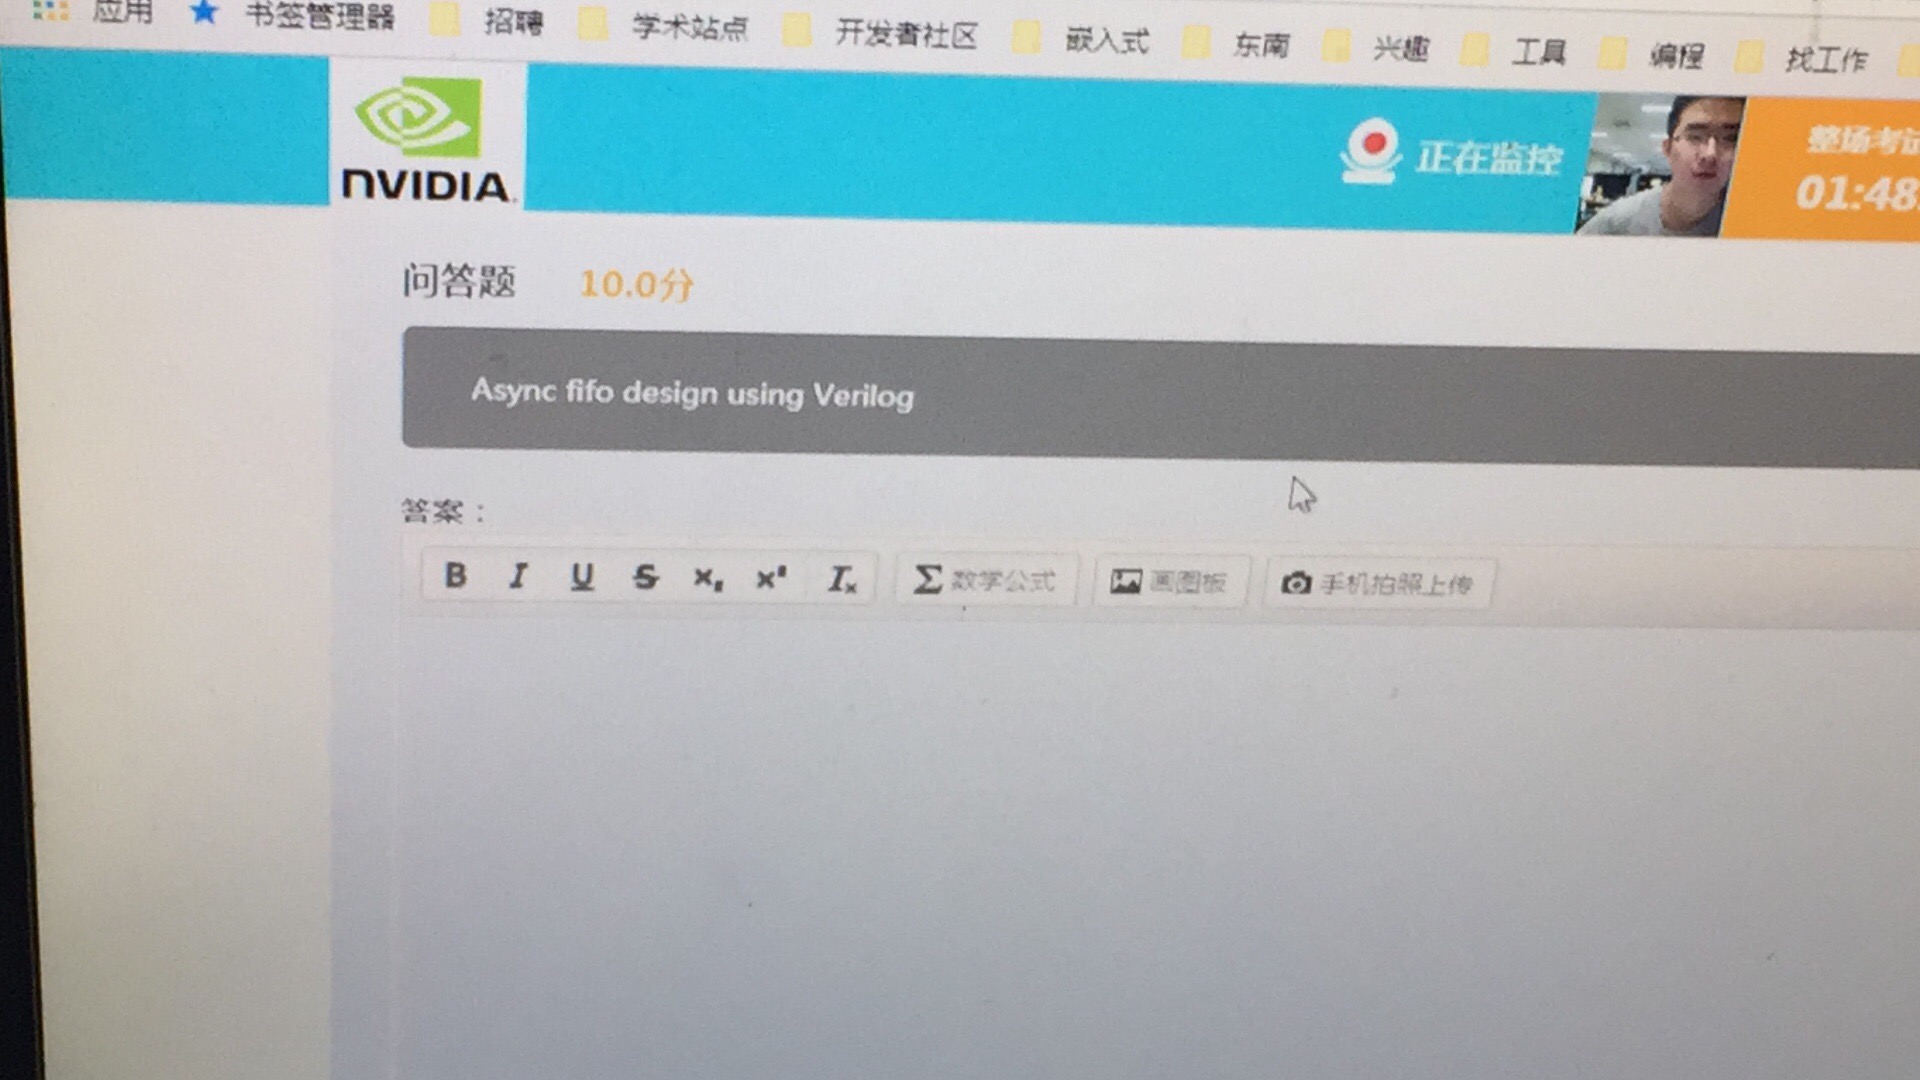 应用 书签管理器 招聘 学术站点 开发者社区 嵌入式 东南 兴趣 工具 编程 找工作
nVIDIA
正在监控
整场考试
01:48
问答题 10.0分
Async fifo design using Verilog
答案：
B I U S x x Ix Σ 数学公式 画图板 手机拍照上传